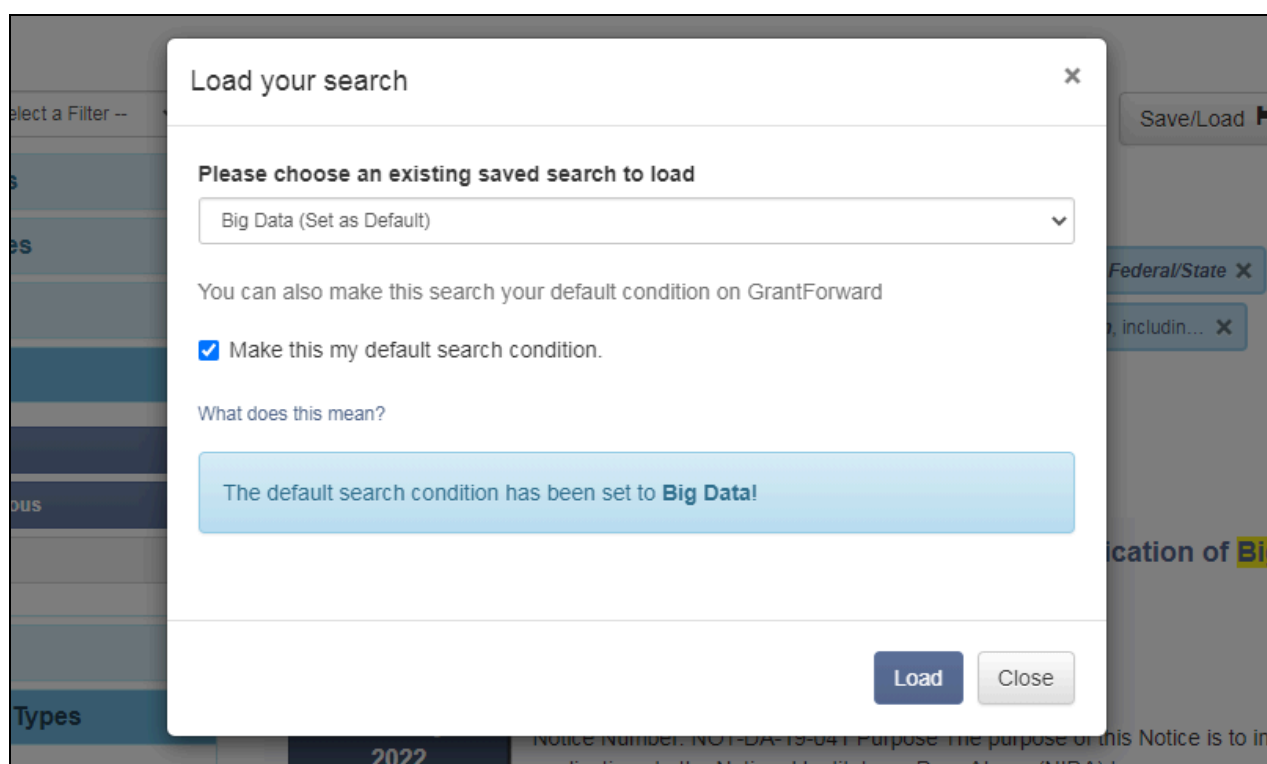 Load your search
×
elect a Filter --
Save/Load
s
Please choose an existing saved search to load
Big Data (Set as Default)
es
Federal/State ×
You can also make this search your default condition on GrantForward
, includin... ×
Make this my default search condition.
What does this mean?
The default search condition has been set to Big Data!
ous
ication of Bi
Load
Close
Types
2022
Notice Number: NOT-DA-19-041 Purpose The purpose of this Notice is to in